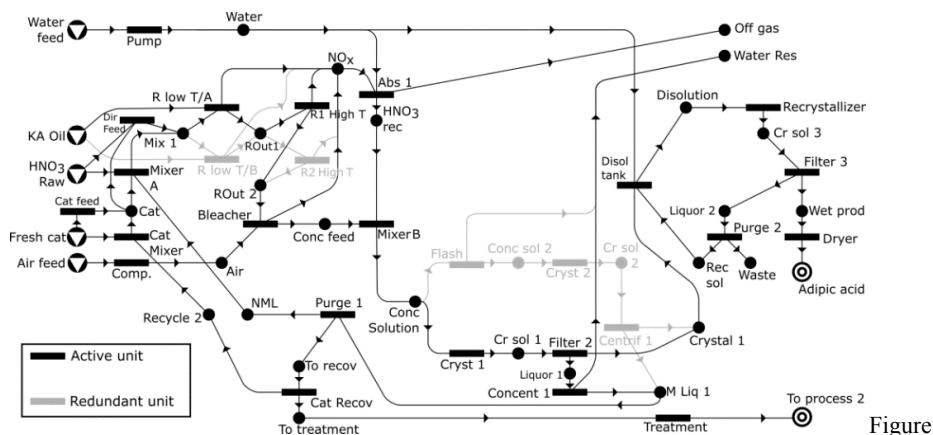 Water
feed
Pump
Water
Off gas
Water Res
NOx
Abs 1
HNO3
rec
R low T/A
R1 High T
Dir
Feed
KA Oil
Mix 1
ROut1
R low T/B
R2 High T
HNO3
Raw
Mixer
A
ROut 2
Cat feed
Cat
Bleacher
Conc feed
MixerB
Fresh cat
Cat
Mixer
Air feed
Comp.
Air
Disolution
Recrystallizer
Cr sol 3
Filter 3
Disol
tank
Liquor 2
Wet prod
Purge 2
Dryer
Rec
sol
Waste
Adipic acid
Flash
Conc sol 2
Cryst 2
Cr sol
2
Centrif 1
Crystal 1
Conc
Solution
Recycle 2
NML
Purge 1
Cryst 1
Cr sol 1
Filter 2
Liquor 1
Concent 1
M Liq 1
To recov
Cat Recov
To treatment
Treatment
To process 2
Active unit
Redundant unit
Figure